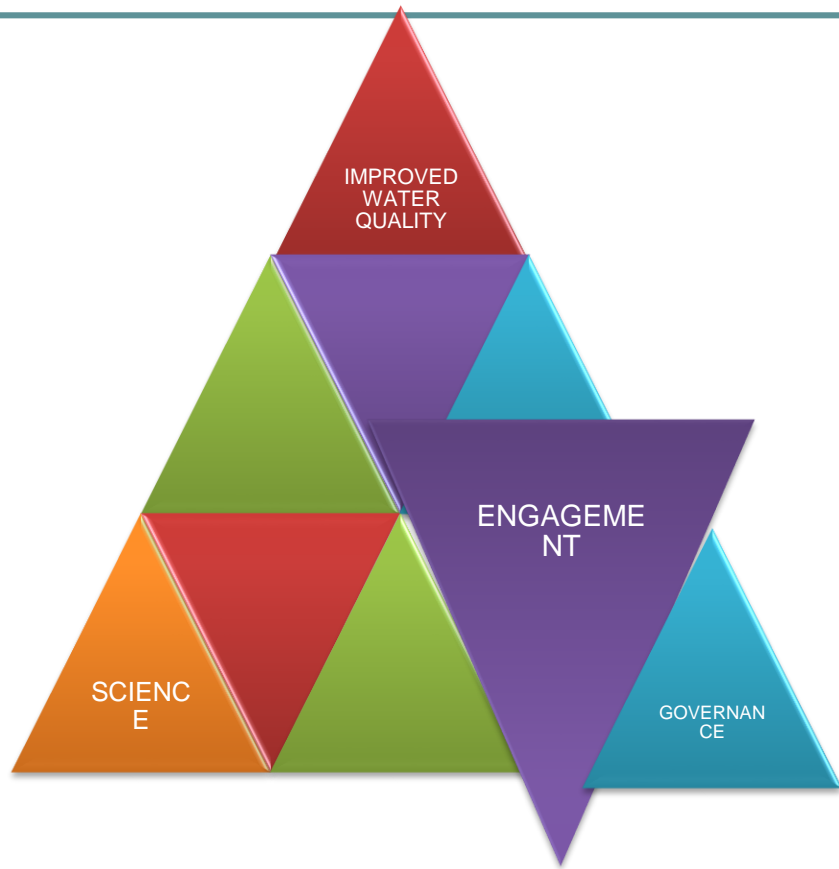 IMPROVED
WATER
QUALITY
ENGAGEME
NT
SCIENC
E
GOVERNAN
CE